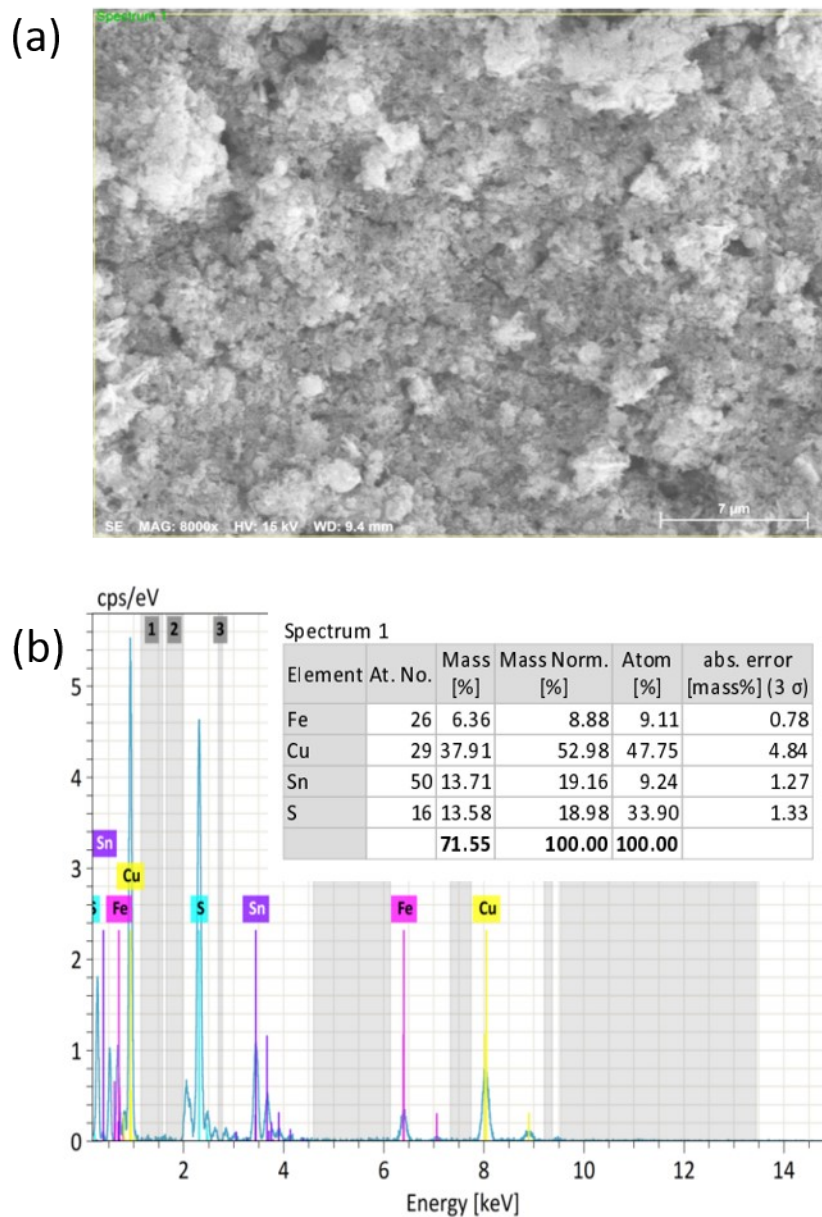 (a)
Spectrum 1
SE MAG: 8000x HV: 15 kV WD: 9.4 mm
7 µm
(b)
cps/eV
1 2 3
Spectrum 1
Element At. No. Mass [%] Mass Norm. [%] Atom [%] abs. error [mass%] (3 σ)
Fe 26 6.36 8.88 9.11 0.78
Cu 29 37.91 52.98 47.75 4.84
Sn 50 13.71 19.16 9.24 1.27
S 16 13.58 18.98 33.90 1.33
71.55 100.00 100.00
5
4
3
2
1
0
Sn
Cu
S Fe S Sn Fe Cu
2 4 6 8 10 12 14
Energy [keV]